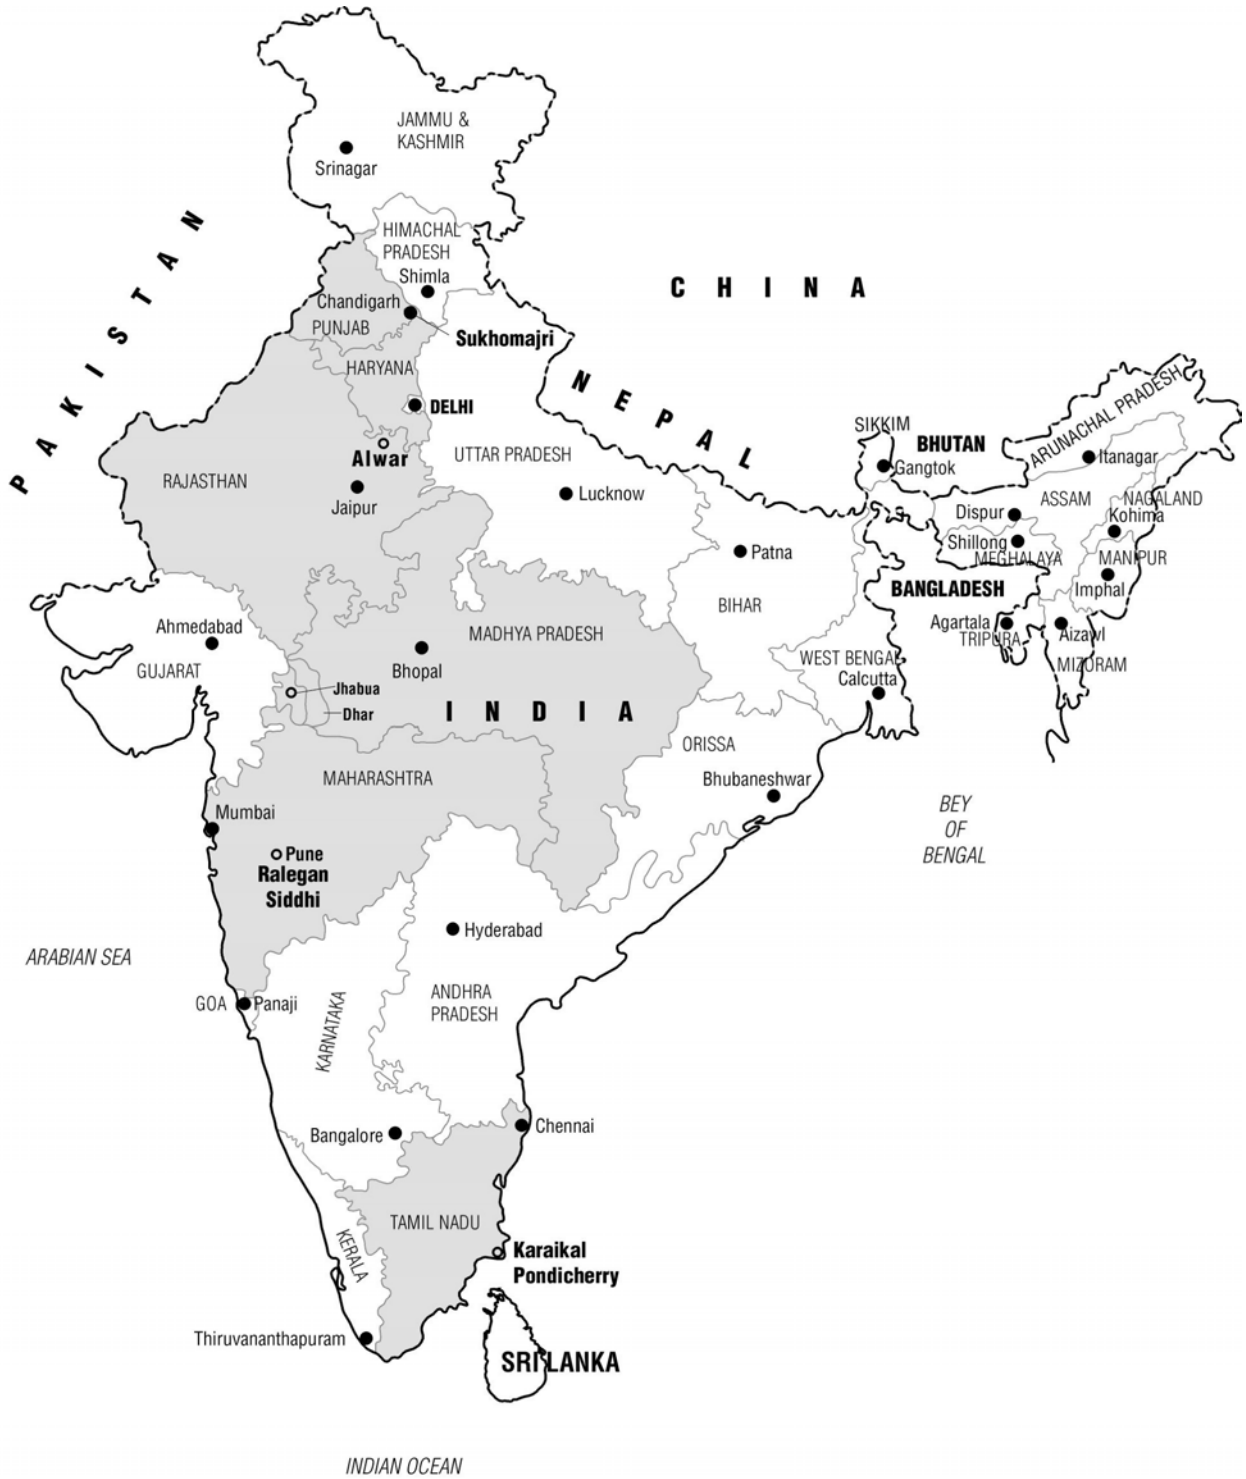 JAMMU &
KASHMIR
Srinagar
HIMACHAL
PRADESH
Shimla
PAKISTAN
CHINA
Chandigarh
PUNJAB
Sukhomajri
HARYANA
NEPAL
DELHI
Alwar
UTTAR PRADESH
RAJASTHAN
Jaipur
Lucknow
SIKKIM
BHUTAN
ARUNACHAL PRADESH
Gangtok
Itanagar
ASSAM
NAGALAND
Dispur
Kohima
Shillong
MEGHALAYA
MANIPUR
Patna
BANGLADESH
Imphal
BIHAR
Agartala
TRIPURA
Aizawl
MIZORAM
Ahmedabad
GUJARAT
MADHYA PRADESH
Bhopal
WEST BENGAL
Calcutta
Jhabua
Dhar
INDIA
ORISSA
MAHARASHTRA
Bhubaneshwar
Mumbai
BEY
OF
BENGAL
Pune
Ralegan
Siddhi
Hyderabad
ARABIAN SEA
GOA
Panaji
KARNATAKA
ANDHRA
PRADESH
Bangalore
Chennai
TAMIL NADU
KERALA
Karaikal
Pondicherry
Thiruvananthapuram
SRI LANKA
INDIAN OCEAN